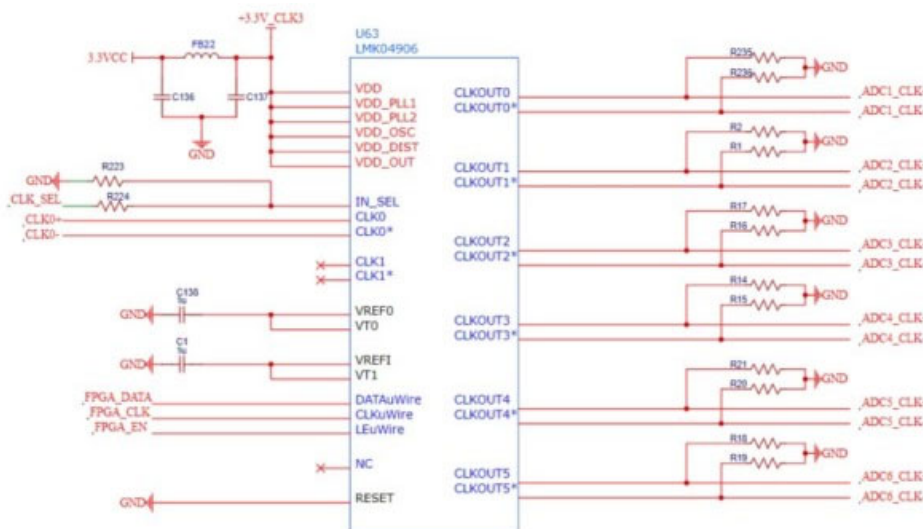 +3.3V_CLK3
U63
LMK04906
3.3VCC
FB22
C136
C137
GND
VDD
VDD_PLL1
VDD_PLL2
VDD_OSC
VDD_DIST
VDD_OUT
R223
GND
CLK_SEL
R224
IN_SEL
CLK0+
CLK0
CLK0-
CLK0*
CLK1
CLK1*
C138
GND
VREF0
VT0
C1
GND
VREFI
VT1
FPGA_DATA
DATAuWire
FPGA_CLK
CLKuWire
FPGA_EN
LEuWire
NC
GND
RESET
R235
GND
R236
CLKOUT0
ADC1_CLK
CLKOUT0*
ADC1_CLK
R2
GND
R1
CLKOUT1
ADC2_CLK
CLKOUT1*
ADC2_CLK
R17
GND
R16
CLKOUT2
ADC3_CLK
CLKOUT2*
ADC3_CLK
R14
GND
R15
CLKOUT3
ADC4_CLK
CLKOUT3*
ADC4_CLK
R21
GND
R20
CLKOUT4
ADC5_CLK
CLKOUT4*
ADC5_CLK
R18
GND
R19
CLKOUT5
ADC6_CLK
CLKOUT5*
ADC6_CLK